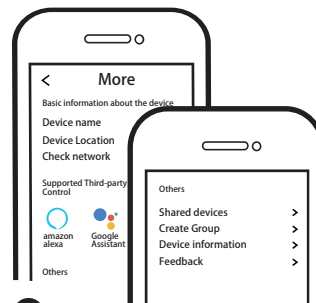 <
More
Basic information about the device
Device name
Device Location
Check network
Supported Third-party
Control
amazon
alexa
Google
Assistant
Others
Others
Shared devices >
Create Group >
Device information >
Feedback >